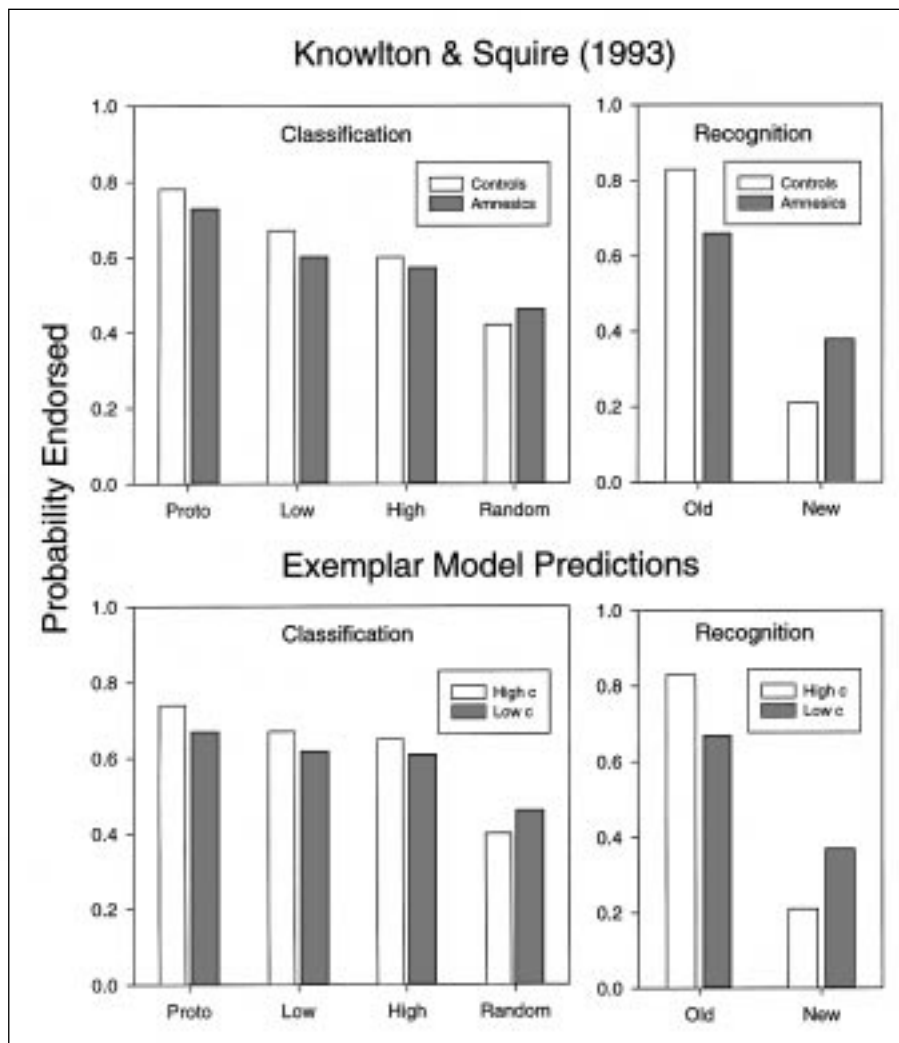 Knowlton & Squire (1993)
Probability Endorsed
1.0
0.8
0.6
0.4
0.2
0.0
Classification
Controls
Amnesics
Proto Low High Random
1.0
0.8
0.6
0.4
0.2
0.0
Recognition
Controls
Amnesics
Old New
Exemplar Model Predictions
1.0
0.8
0.6
0.4
0.2
0.0
Classification
High c
Low c
Proto Low High Random
1.0
0.8
0.6
0.4
0.2
0.0
Recognition
High c
Low c
Old New